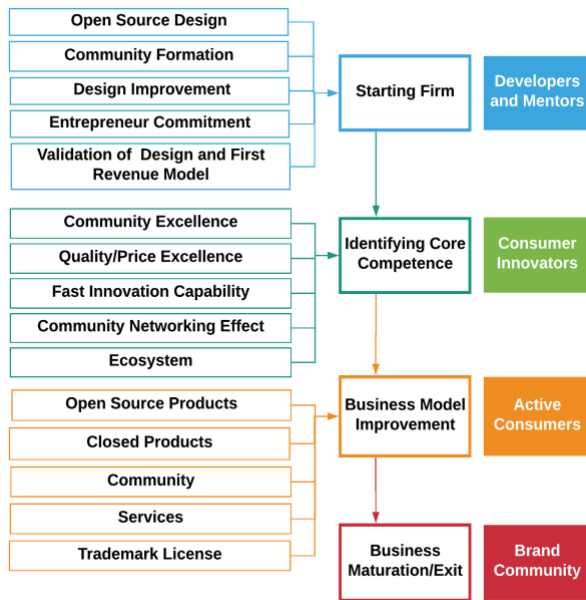 Open Source Design
Community Formation
Design Improvement
Entrepreneur Commitment
Validation of Design and First
Revenue Model
Starting Firm
Developers
and Mentors
Community Excellence
Quality/Price Excellence
Fast Innovation Capability
Community Networking Effect
Ecosystem
Identifying Core
Competence
Consumer
Innovators
Open Source Products
Closed Products
Community
Services
Trademark License
Business Model
Improvement
Active
Consumers
Business
Maturation/Exit
Brand
Community